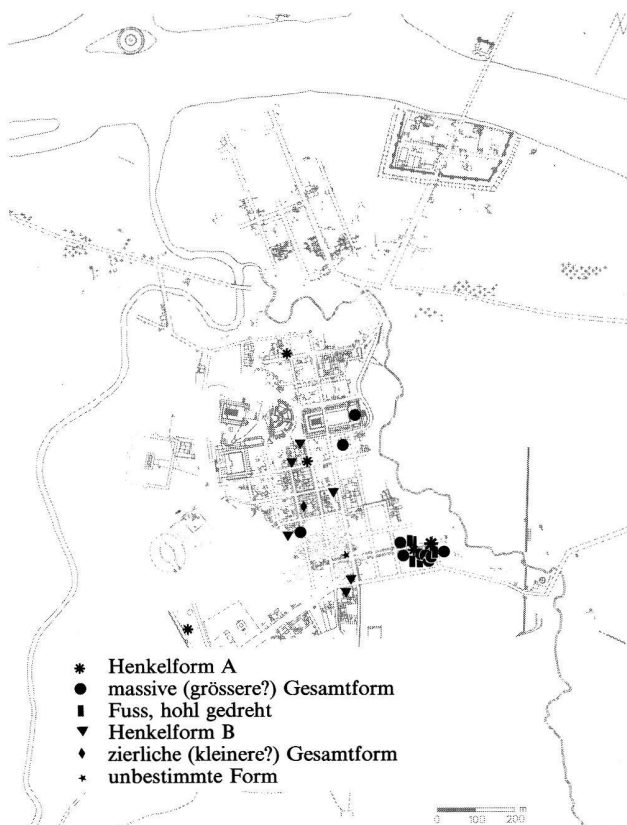 Henkelform A
massive (grössere?) Gesamtform
Fuss, hohl gedreht
Henkelform B
zierliche (kleinere?) Gesamtform
unbestimmte Form
0 100 200 m